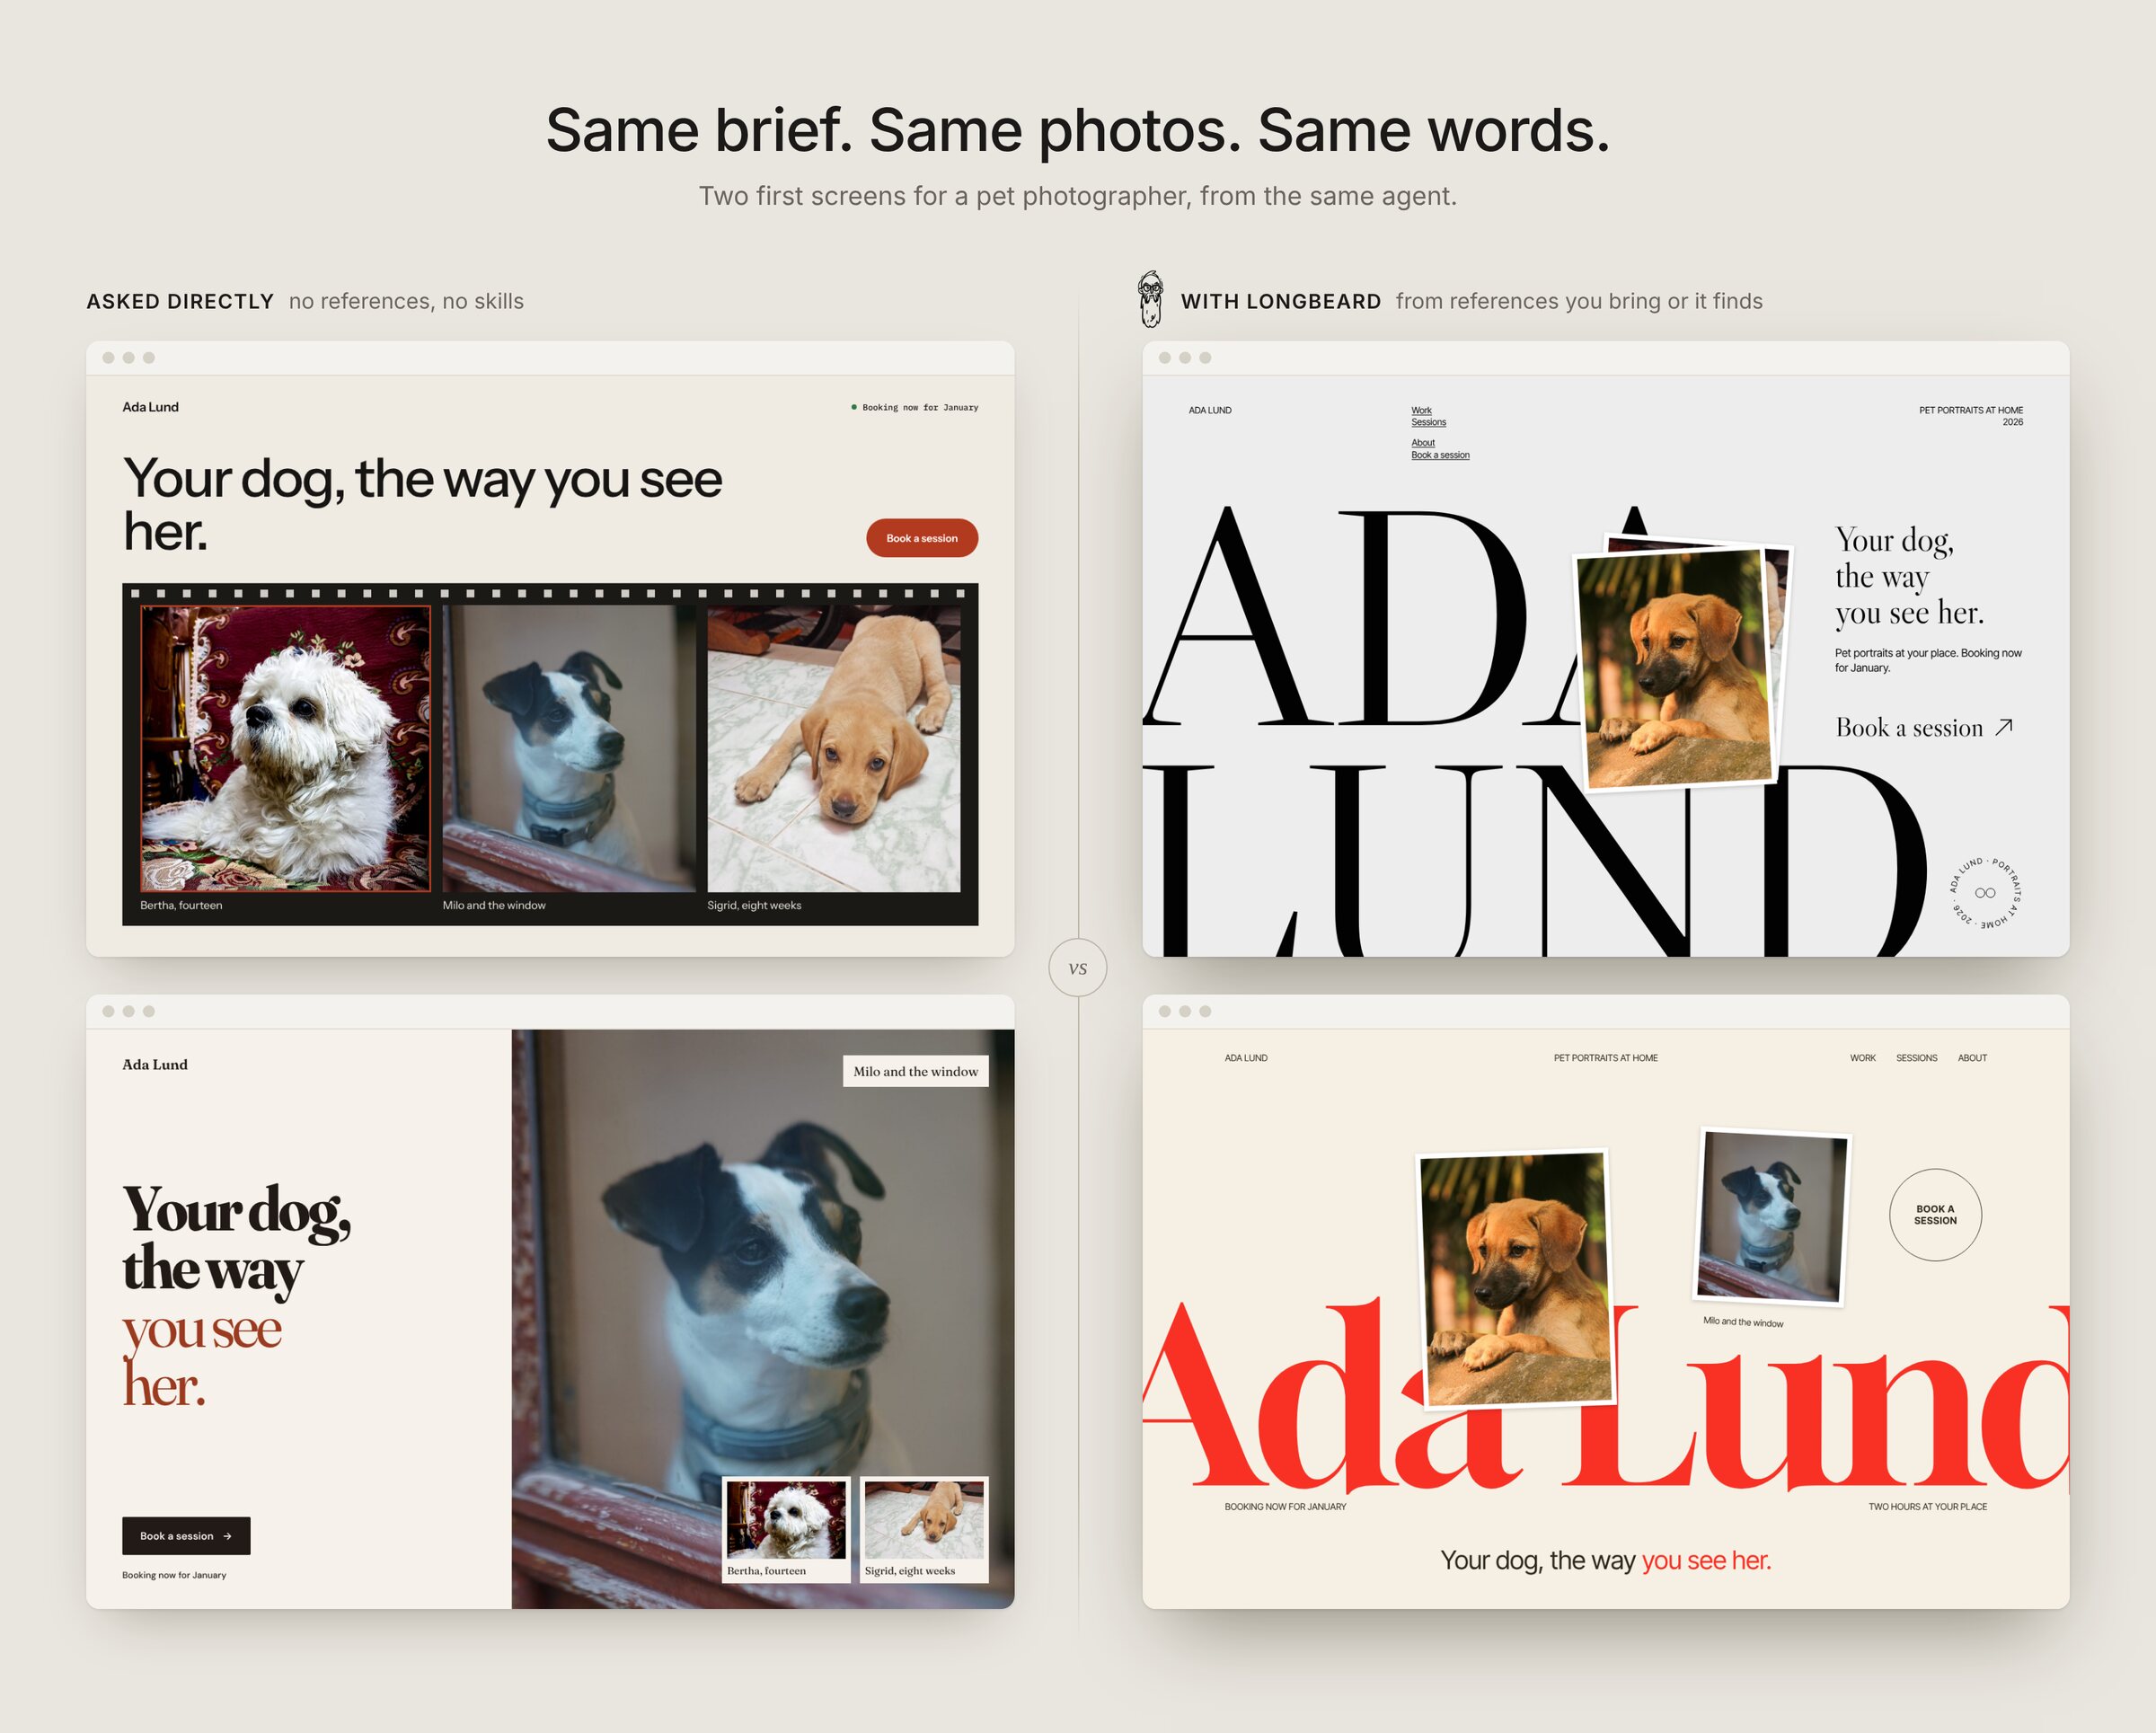 Same brief. Same photos. Same words.
Two first screens for a pet photographer, from the same agent.
ASKED DIRECTLY no references, no skills
Ada Lund
Booking now for January
Your dog, the way you see
her.
Book a session
Bertha, fourteen
Milo and the window
Sigrid, eight weeks
Ada Lund
Milo and the window
Your dog,
the way
you see
her.
Book a session →
Booking now for January
Bertha, fourteen
Sigrid, eight weeks
vs
WITH LONGBEARD from references you bring or it finds
ADA LUND
Work
Sessions
About
Book a session
PET PORTRAITS AT HOME
2026
ADA
LUND
Your dog,
the way
you see her.
Pet portraits at your place. Booking now
for January.
Book a session ↗
ADA LUND · PORTRAITS AT HOME · 2026 ·
ADA LUND
PET PORTRAITS AT HOME
WORK SESSIONS ABOUT
BOOK A
SESSION
Milo and the window
Ada Lund
BOOKING NOW FOR JANUARY
TWO HOURS AT YOUR PLACE
Your dog, the way you see her.